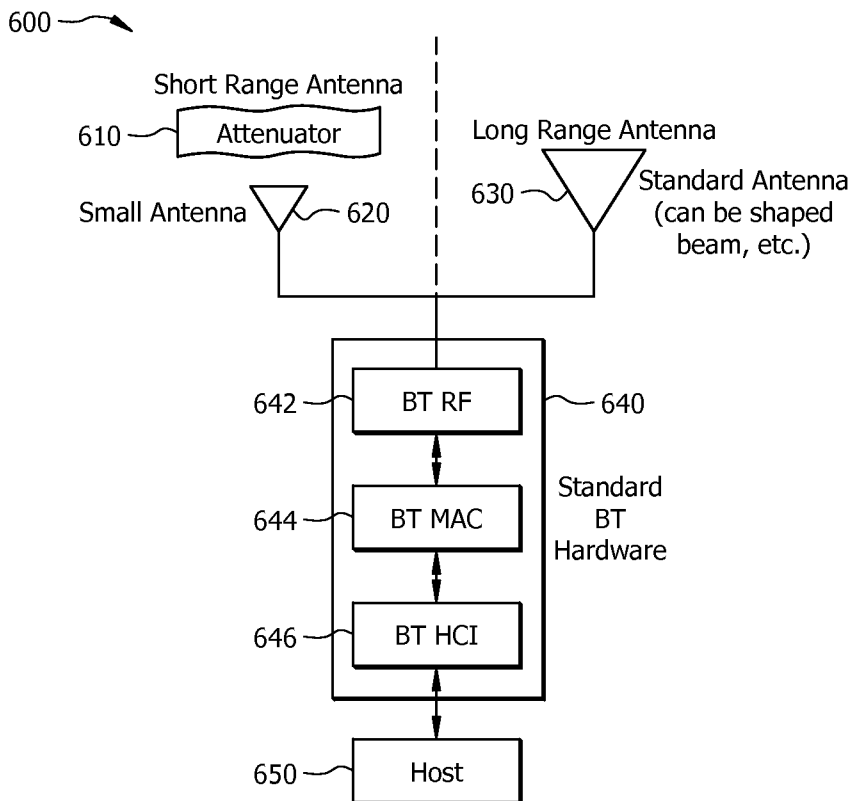 600
Short Range Antenna
610
Attenuator
Long Range Antenna
Small Antenna
620
630
Standard Antenna
(can be shaped
beam, etc.)
642
BT RF
640
644
BT MAC
Standard
BT
Hardware
646
BT HCI
650
Host